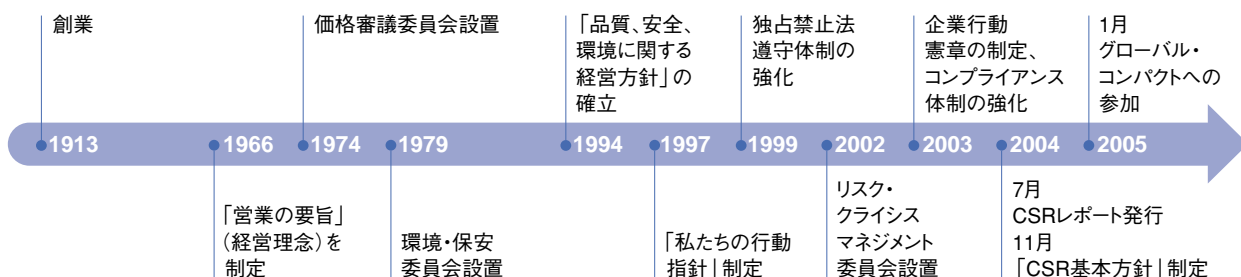 創業
価格審議委員会設置
「品質、安全、
環境に関する
経営方針」の
確立
独占禁止法
遵守体制の
強化
企業行動
憲章の制定、
コンプライアンス
体制の強化
1月
グローバル・
コンパクトへの
参加
1913 1966 1974 1979 1994 1997 1999 2002 2003 2004 2005
「営業の要旨」
（経営理念）を
制定
環境・保安
委員会設置
「私たちの行動
指針」制定
リスク・
クライシス
マネジメント
委員会設置
7月
CSRレポート発行
11月
「CSR基本方針」制定